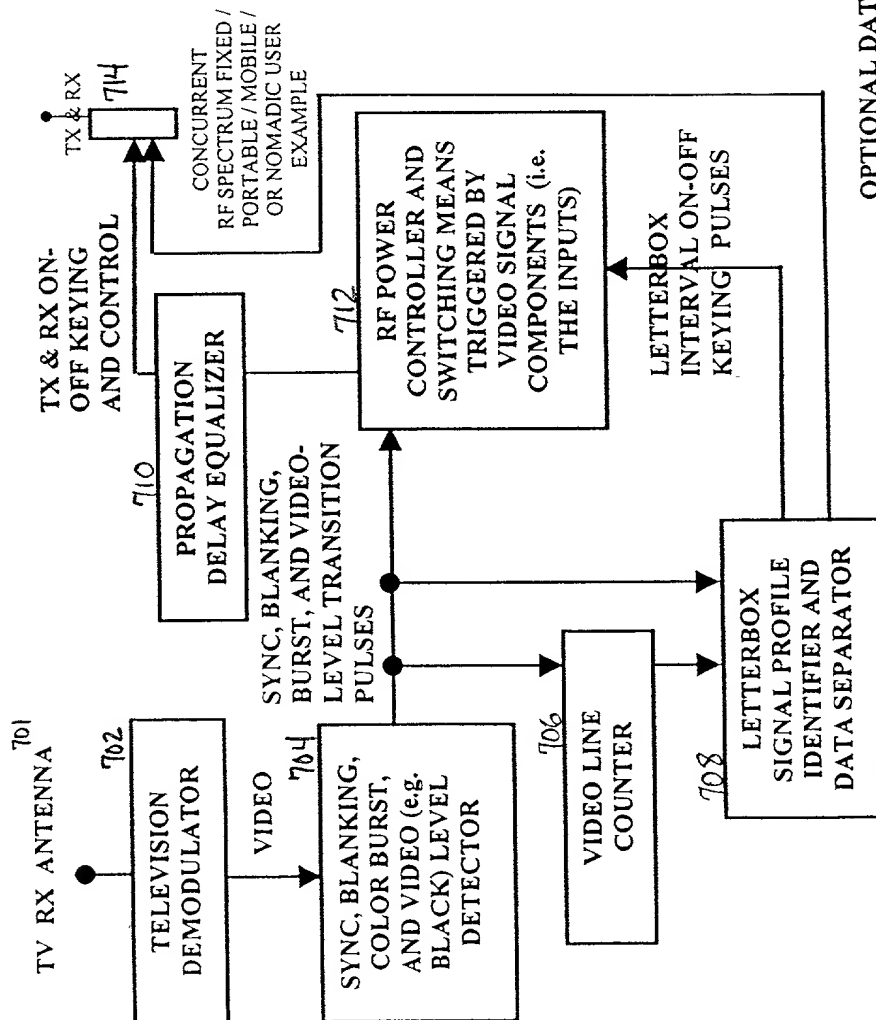 TV RX ANTENNA
701
702
TELEVISION
DEMODULATOR
VIDEO
704
SYNC, BLANKING,
COLOR BURST,
AND VIDEO (e.g.
BLACK) LEVEL
DETECTOR
SYNC, BLANKING,
BURST, AND VIDEO-
LEVEL TRANSITION
PULSES
706
VIDEO LINE
COUNTER
708
LETTERBOX
SIGNAL PROFILE
IDENTIFIER AND
DATA SEPARATOR
710
PROPAGATION
DELAY EQUALIZER
TX & RX ON-
OFF KEYING
AND CONTROL
712
RF POWER
CONTROLLER AND
SWITCHING MEANS
TRIGGERED BY
VIDEO SIGNAL
COMPONENTS (i.e.
THE INPUTS)
LETTERBOX
INTERVAL ON-OFF
KEYING PULSES
TX & RX
714
CONCURRENT
RF SPECTRUM FIXED /
PORTABLE / MOBILE /
OR NOMADIC USER
EXAMPLE
OPTIONAL DAT